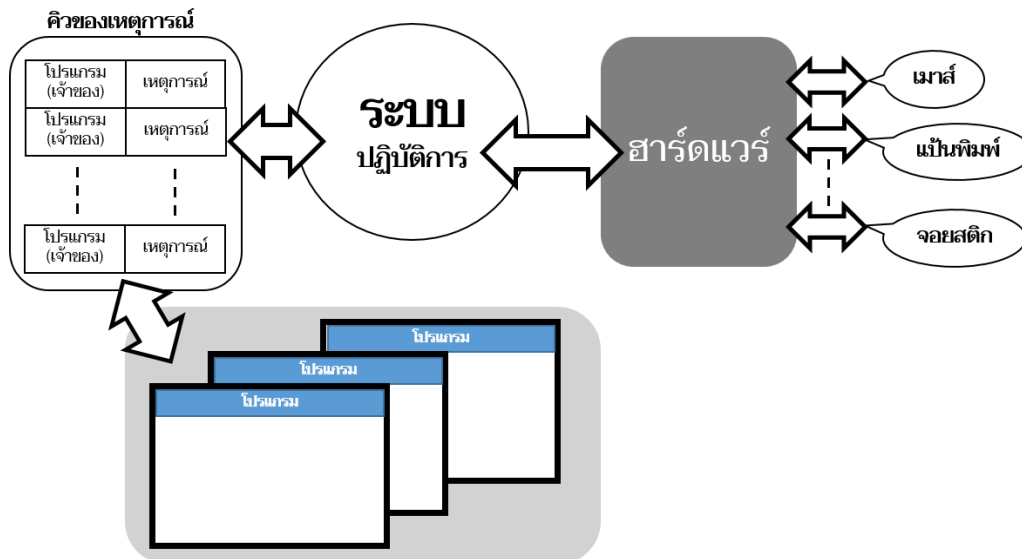 คิวของเหตุการณ์
โปรแกรม
(เจ้าของ)
เหตุการณ์
โปรแกรม
(เจ้าของ)
เหตุการณ์
โปรแกรม
(เจ้าของ)
เหตุการณ์
ระบบ
ปฏิบัติการ
ฮาร์ดแวร์
เมาส์
แป้นพิมพ์
จอยสติก
โปรแกรม
โปรแกรม
โปรแกรม